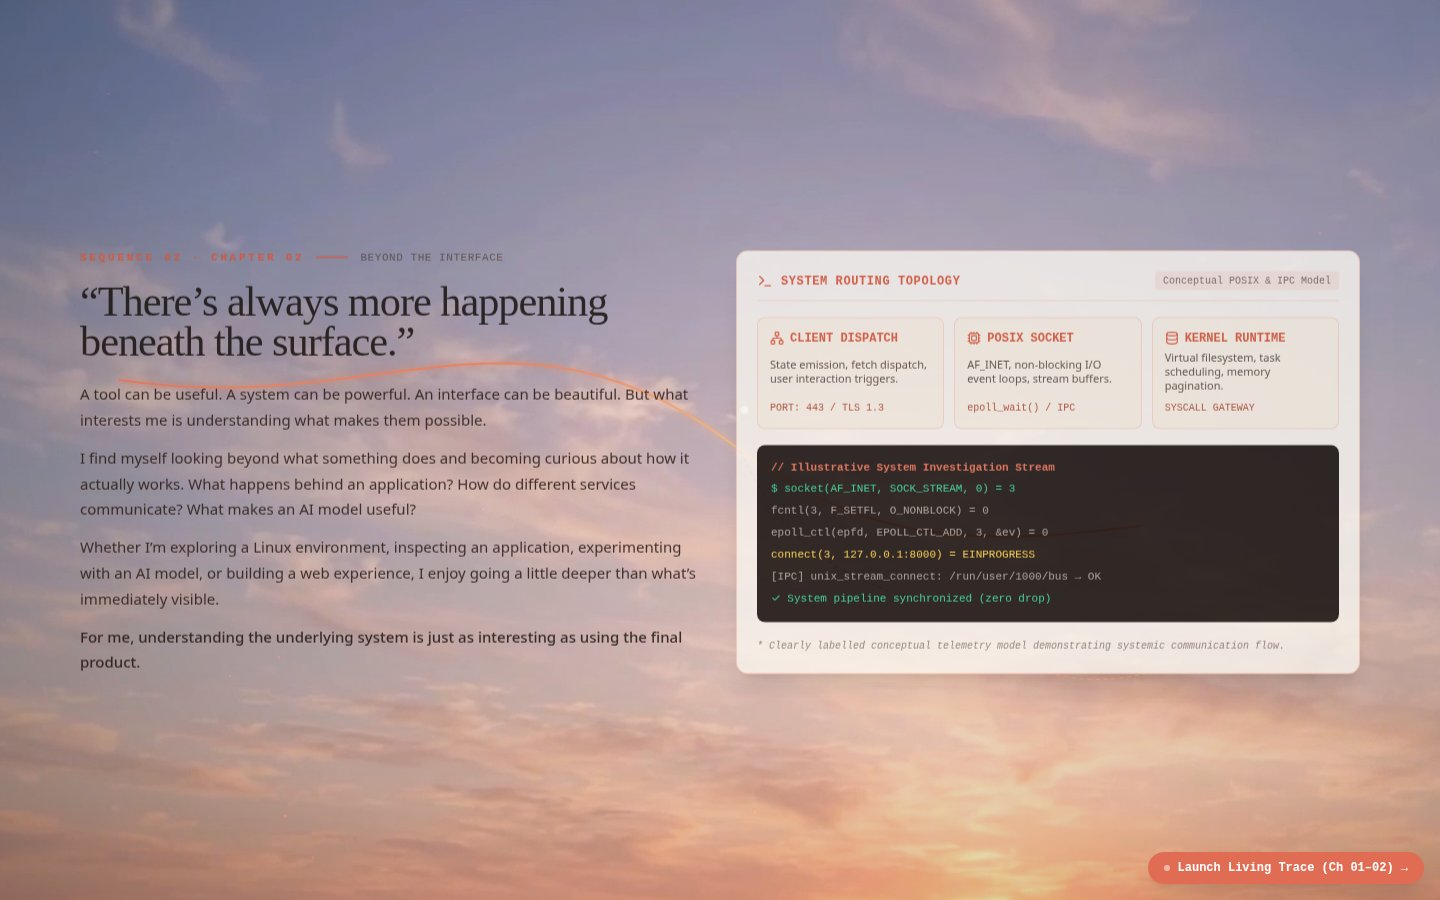 SEQUENCE 02 · CHAPTER 02 BEYOND THE INTERFACE
“There’s always more happening
beneath the surface.”
A tool can be useful. A system can be powerful. An interface can be beautiful. But what
interests me is understanding what makes them possible.
I find myself looking beyond what something does and becoming curious about how it
actually works. What happens behind an application? How do different services
communicate? What makes an AI model useful?
Whether I’m exploring a Linux environment, inspecting an application, experimenting
with an AI model, or building a web experience, I enjoy going a little deeper than what’s
immediately visible.
For me, understanding the underlying system is just as interesting as using the final
product.
SYSTEM ROUTING TOPOLOGY
Conceptual POSIX & IPC Model
CLIENT DISPATCH
State emission, fetch dispatch,
user interaction triggers.
PORT: 443 / TLS 1.3
POSIX SOCKET
AF_INET, non-blocking I/O
event loops, stream buffers.
epoll_wait() / IPC
KERNEL RUNTIME
Virtual filesystem, task
scheduling, memory
pagination.
SYSCALL GATEWAY
// Illustrative System Investigation Stream
$ socket(AF_INET, SOCK_STREAM, 0) = 3
fcntl(3, F_SETFL, O_NONBLOCK) = 0
epoll_ctl(epfd, EPOLL_CTL_ADD, 3, &ev) = 0
connect(3, 127.0.0.1:8000) = EINPROGRESS
[IPC] unix_stream_connect: /run/user/1000/bus → OK
✓ System pipeline synchronized (zero drop)
* Clearly labelled conceptual telemetry model demonstrating systemic communication flow.
Launch Living Trace (Ch 01–02) →